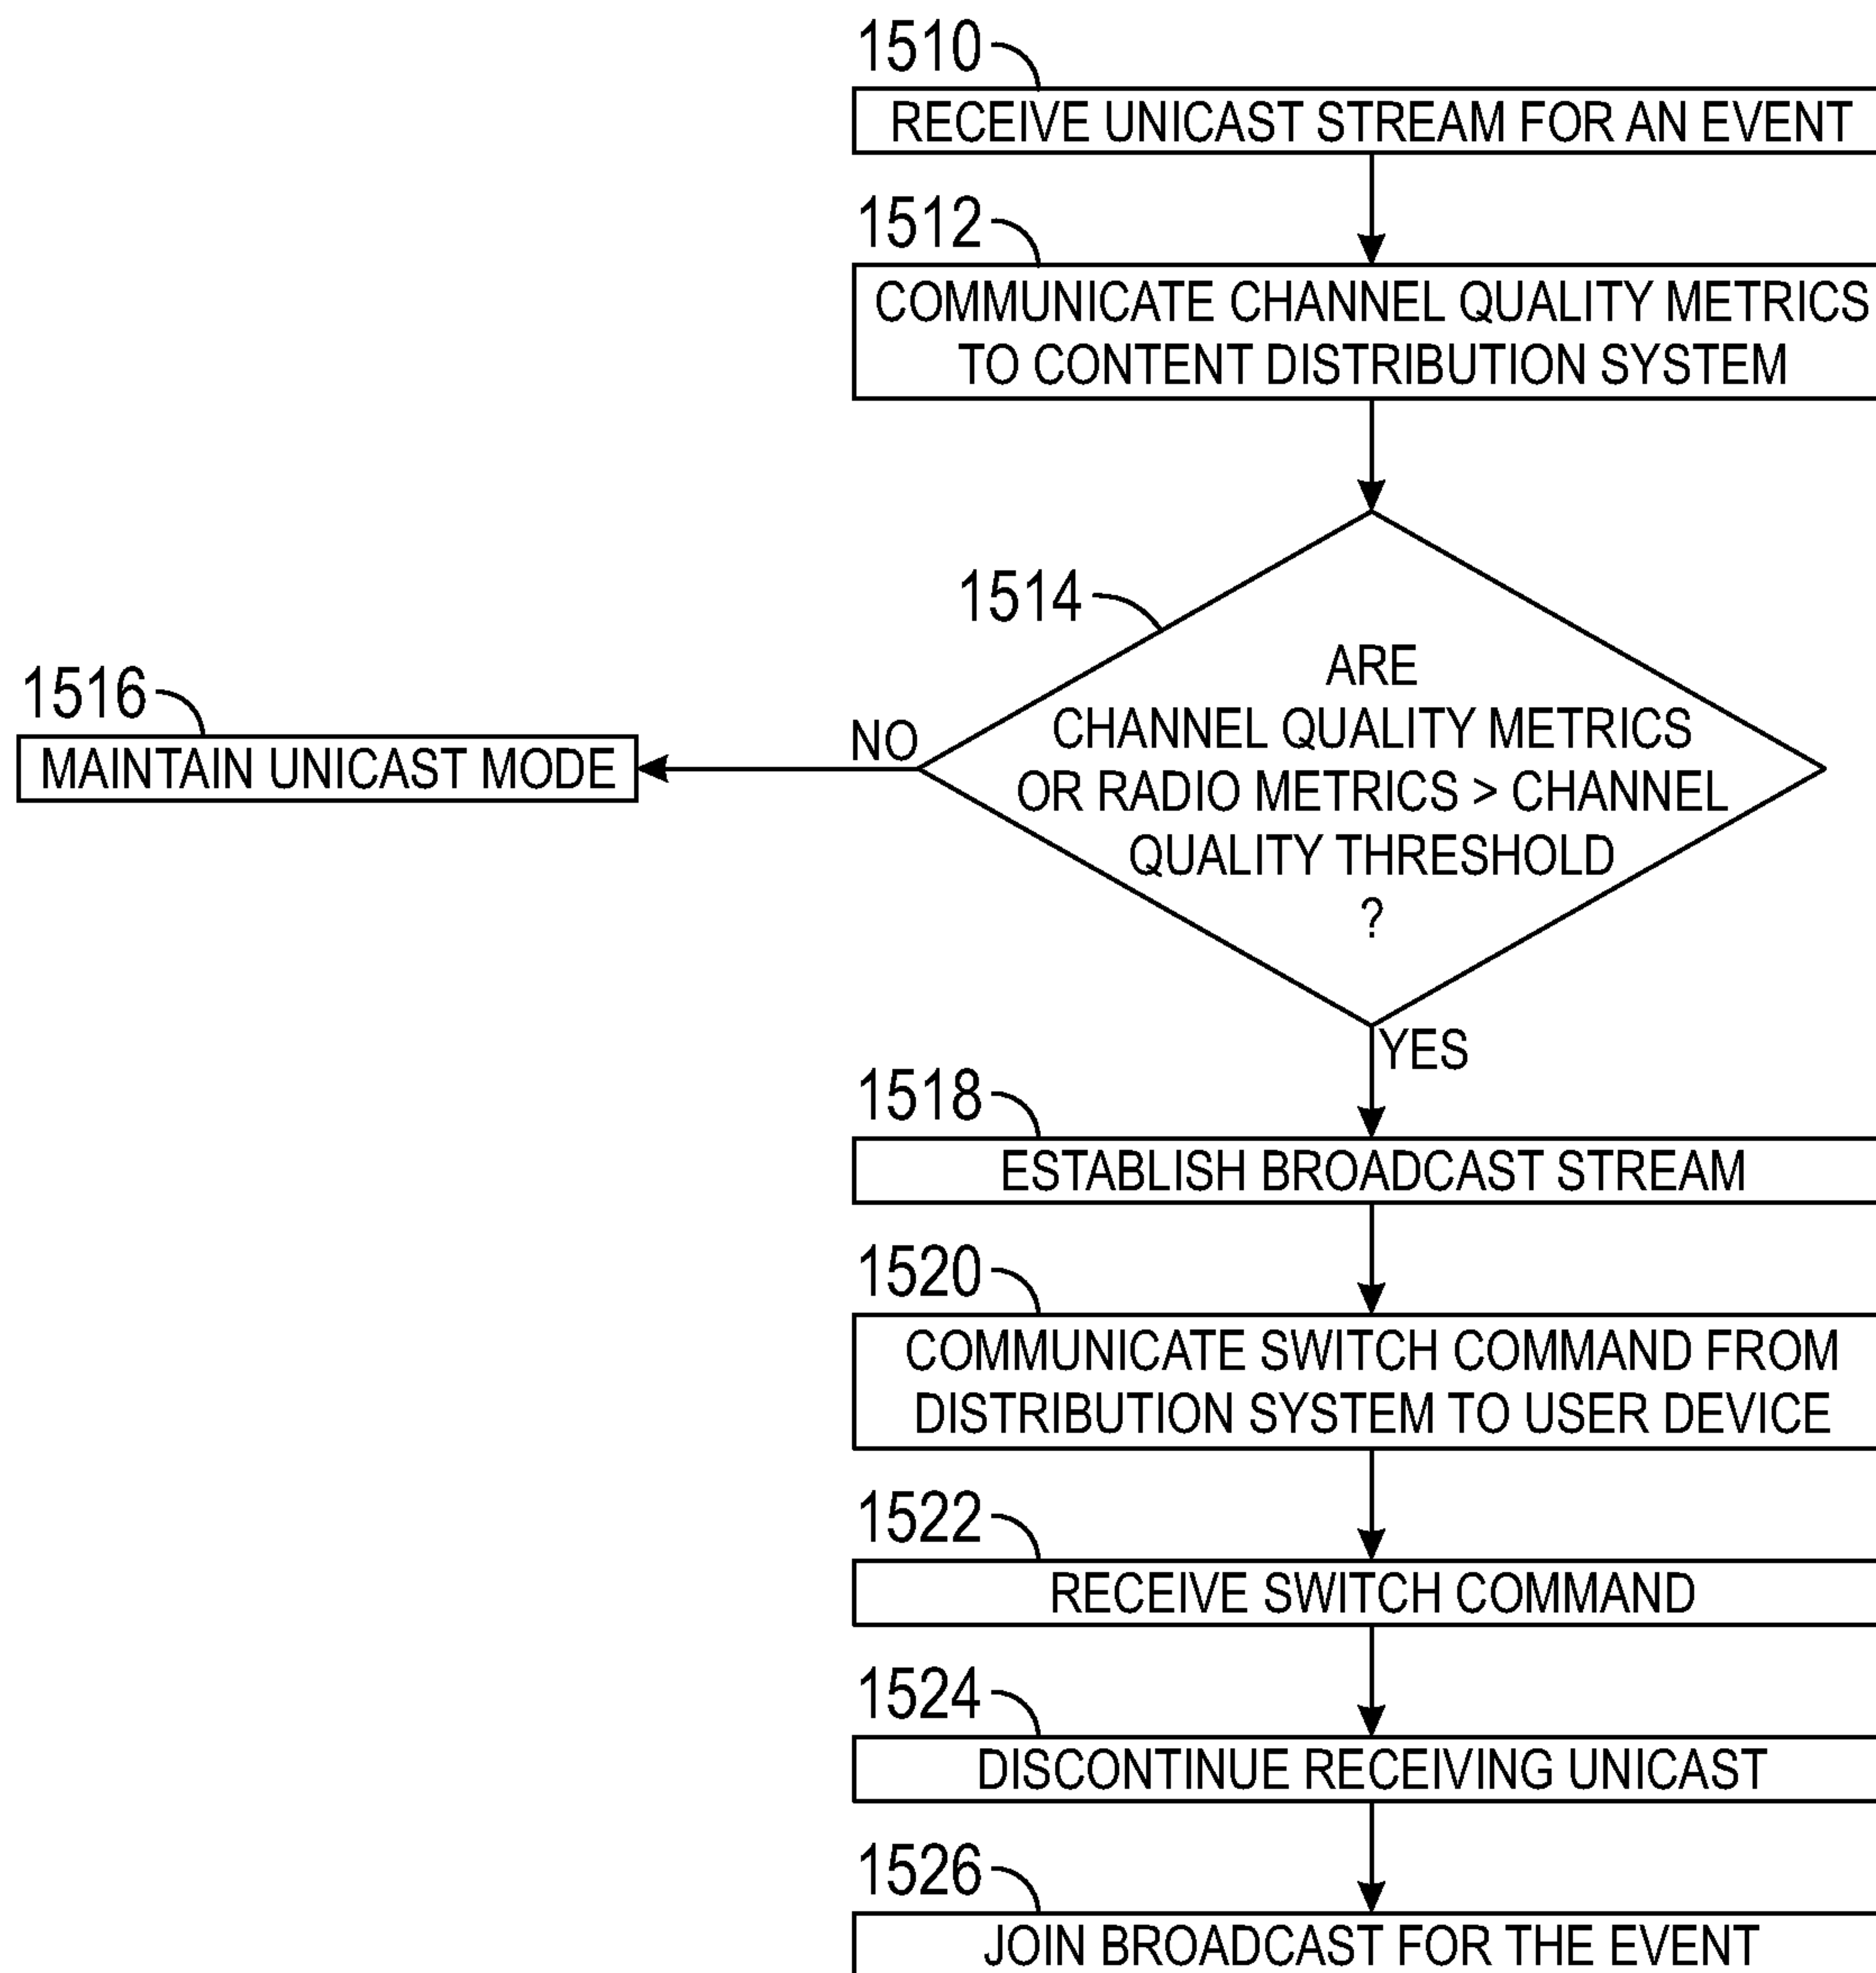 1510
RECEIVE UNICAST STREAM FOR AN EVENT
1512
COMMUNICATE CHANNEL QUALITY METRICS
TO CONTENT DISTRIBUTION SYSTEM
1514
ARE
CHANNEL QUALITY METRICS
OR RADIO METRICS > CHANNEL
QUALITY THRESHOLD
?
NO
1516
MAINTAIN UNICAST MODE
YES
1518
ESTABLISH BROADCAST STREAM
1520
COMMUNICATE SWITCH COMMAND FROM
DISTRIBUTION SYSTEM TO USER DEVICE
1522
RECEIVE SWITCH COMMAND
1524
DISCONTINUE RECEIVING UNICAST
1526
JOIN BROADCAST FOR THE EVENT